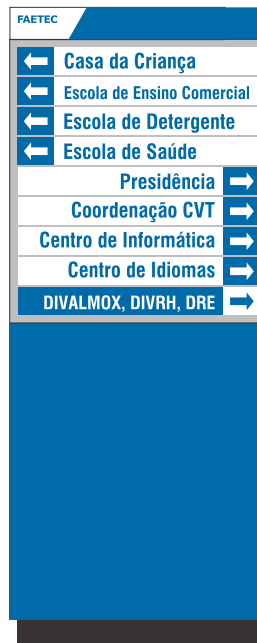 FAETEC
Casa da Criança
Escola de Ensino Comercial
Escola de Detergente
Escola de Saúde
Presidência
Coordenação CVT
Centro de Informática
Centro de Idiomas
DIVALMOX, DIVRH, DRE